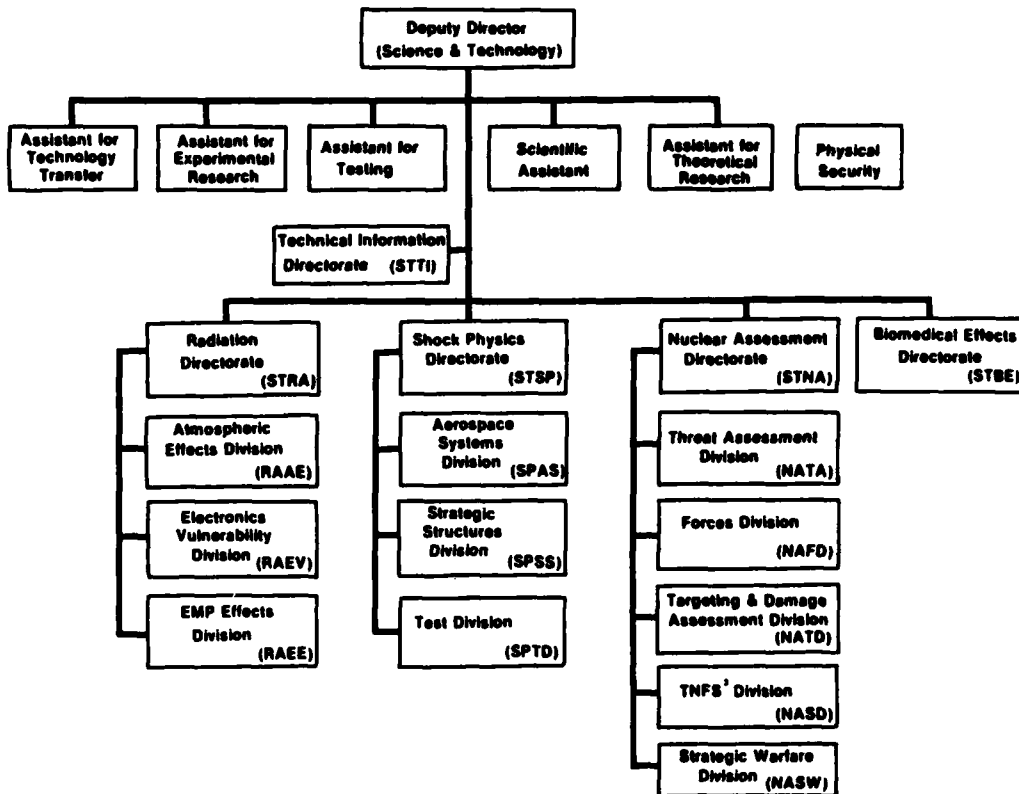 Deputy Director
(Science & Technology)
Assistant for
Technology
Transfer
Assistant for
Experimental
Research
Assistant for
Testing
Scientific
Assistant
Assistant for
Theoretical
Research
Physical
Security
Technical Information
Directorate (STTI)
Radiation
Directorate
(STRA)
Atmospheric
Effects Division
(RAAE)
Electronics
Vulnerability
Division
(RAEV)
EMP Effects
Division
(RAEE)
Shock Physics
Directorate
(STSP)
Aerospace
Systems
Division
(SPAS)
Strategic
Structures
Division
(SPSS)
Test Division
(SPTD)
Nuclear Assessment
Directorate
(STNA)
Threat Assessment
Division
(NATA)
Forces Division
(NAFD)
Targeting & Damage
Assessment Division
(NATD)
TNFS³ Division
(NASD)
Strategic Warfare
Division (NASW)
Biomedical Effects
Directorate
(STBE)